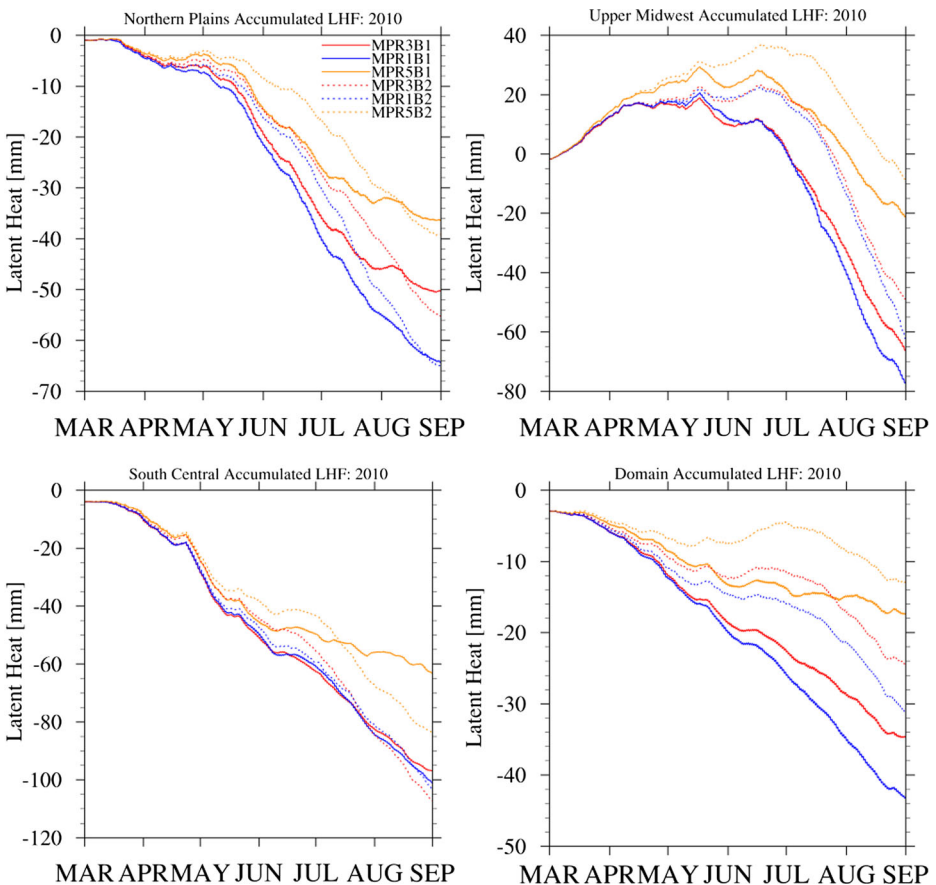 Northern Plains Accumulated LHF: 2010
Latent Heat [mm]
0
-10
-20
-30
-40
-50
-60
-70
MPR3B1
MPR1B1
MPR5B1
MPR3B2
MPR1B2
MPR5B2
MAR APR MAY JUN JUL AUG SEP
Upper Midwest Accumulated LHF: 2010
Latent Heat [mm]
40
20
0
-20
-40
-60
-80
MAR APR MAY JUN JUL AUG SEP
South Central Accumulated LHF: 2010
Latent Heat [mm]
0
-20
-40
-60
-80
-100
-120
MAR APR MAY JUN JUL AUG SEP
Domain Accumulated LHF: 2010
Latent Heat [mm]
0
-10
-20
-30
-40
-50
MAR APR MAY JUN JUL AUG SEP